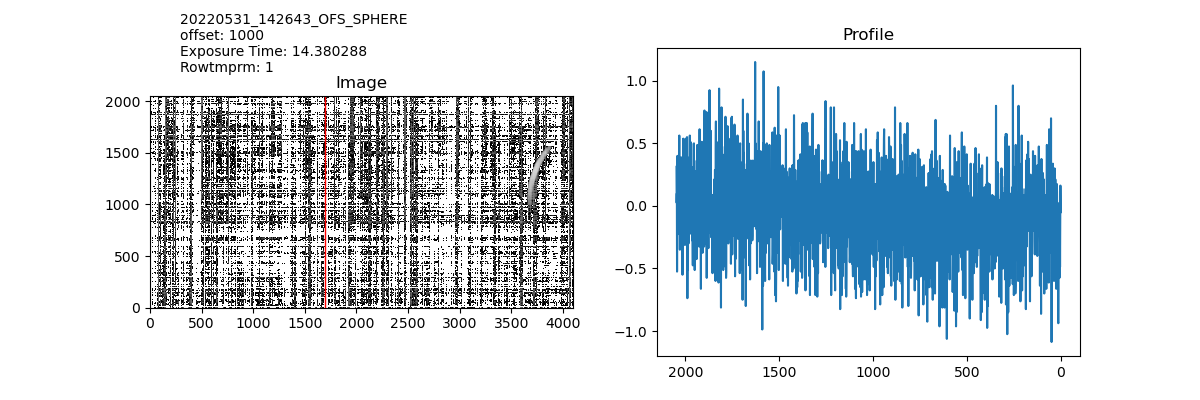 20220531_142643_OFS_SPHERE
offset: 1000
Exposure Time: 14.380288
Rowtmprm: 1
Image
2000
1500
1000
500
0
0 500 1000 1500 2000 2500 3000 3500 4000
Profile
1.0
0.5
0.0
−0.5
−1.0
2000 1500 1000 500 0